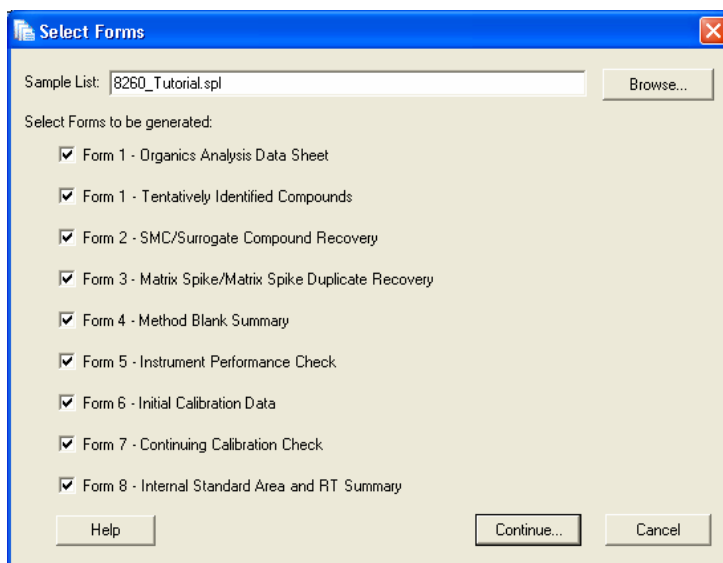 Select Forms
Sample List: 8260_Tutorial.spl Browse...
Select Forms to be generated:
Form 1 - Organics Analysis Data Sheet
Form 1 - Tentatively Identified Compounds
Form 2 - SMC/Surrogate Compound Recovery
Form 3 - Matrix Spike/Matrix Spike Duplicate Recovery
Form 4 - Method Blank Summary
Form 5 - Instrument Performance Check
Form 6 - Initial Calibration Data
Form 7 - Continuing Calibration Check
Form 8 - Internal Standard Area and RT Summary
Help Continue... Cancel